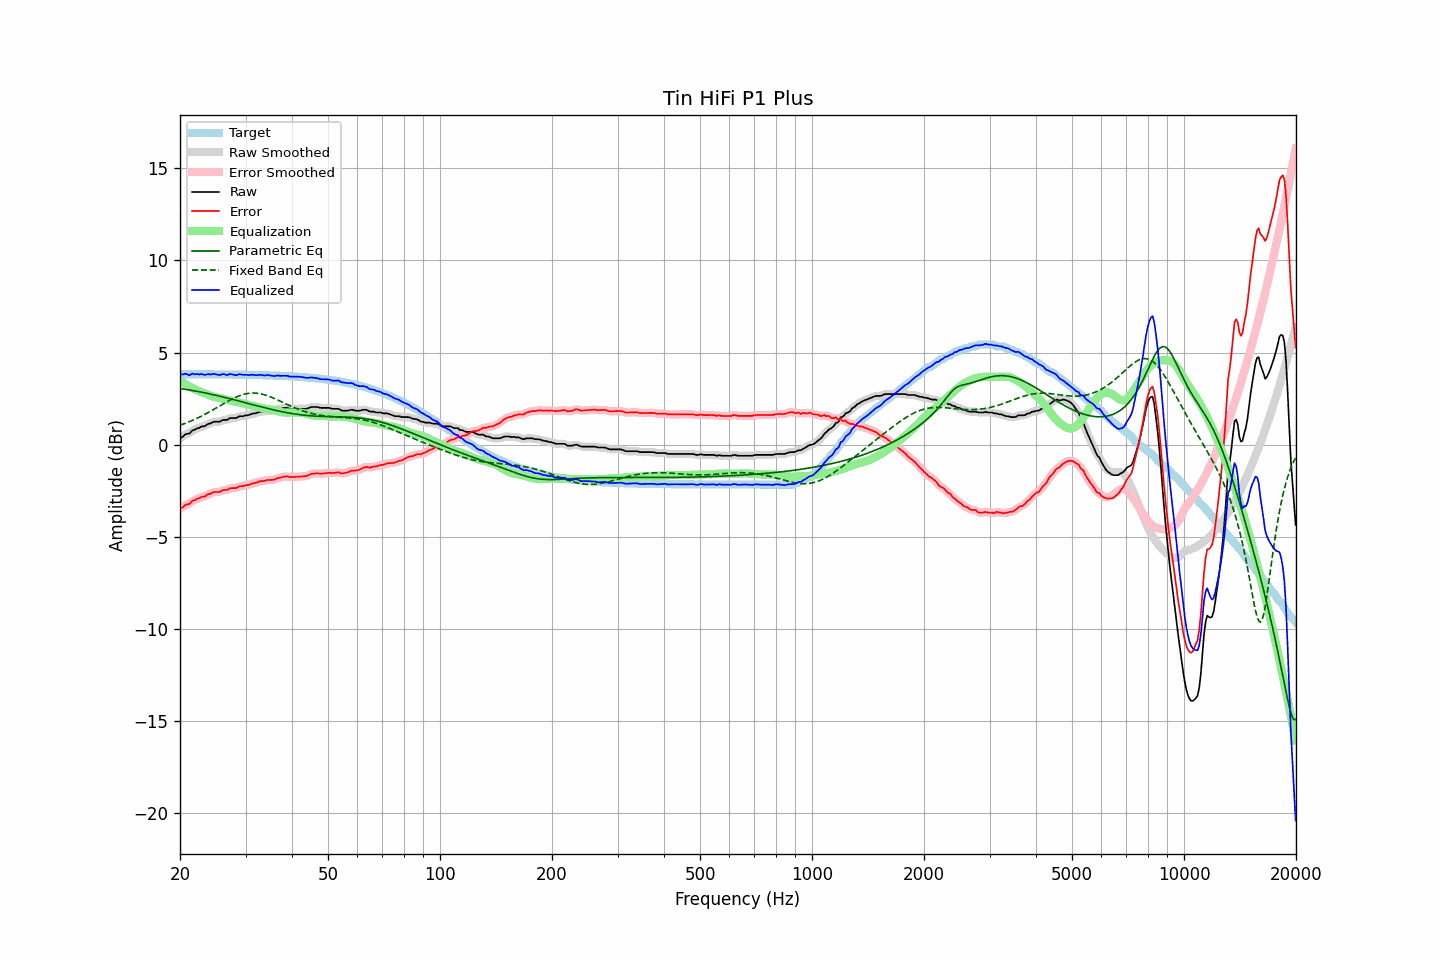 Tin HiFi P1 Plus
Target
Raw Smoothed
Error Smoothed
Raw
Error
Equalization
Parametric Eq
Fixed Band Eq
Equalized
Amplitude (dBr)
15
10
5
0
−5
−10
−15
−20
20 50 100 200 500 1000 2000 5000 10000 20000
Frequency (Hz)